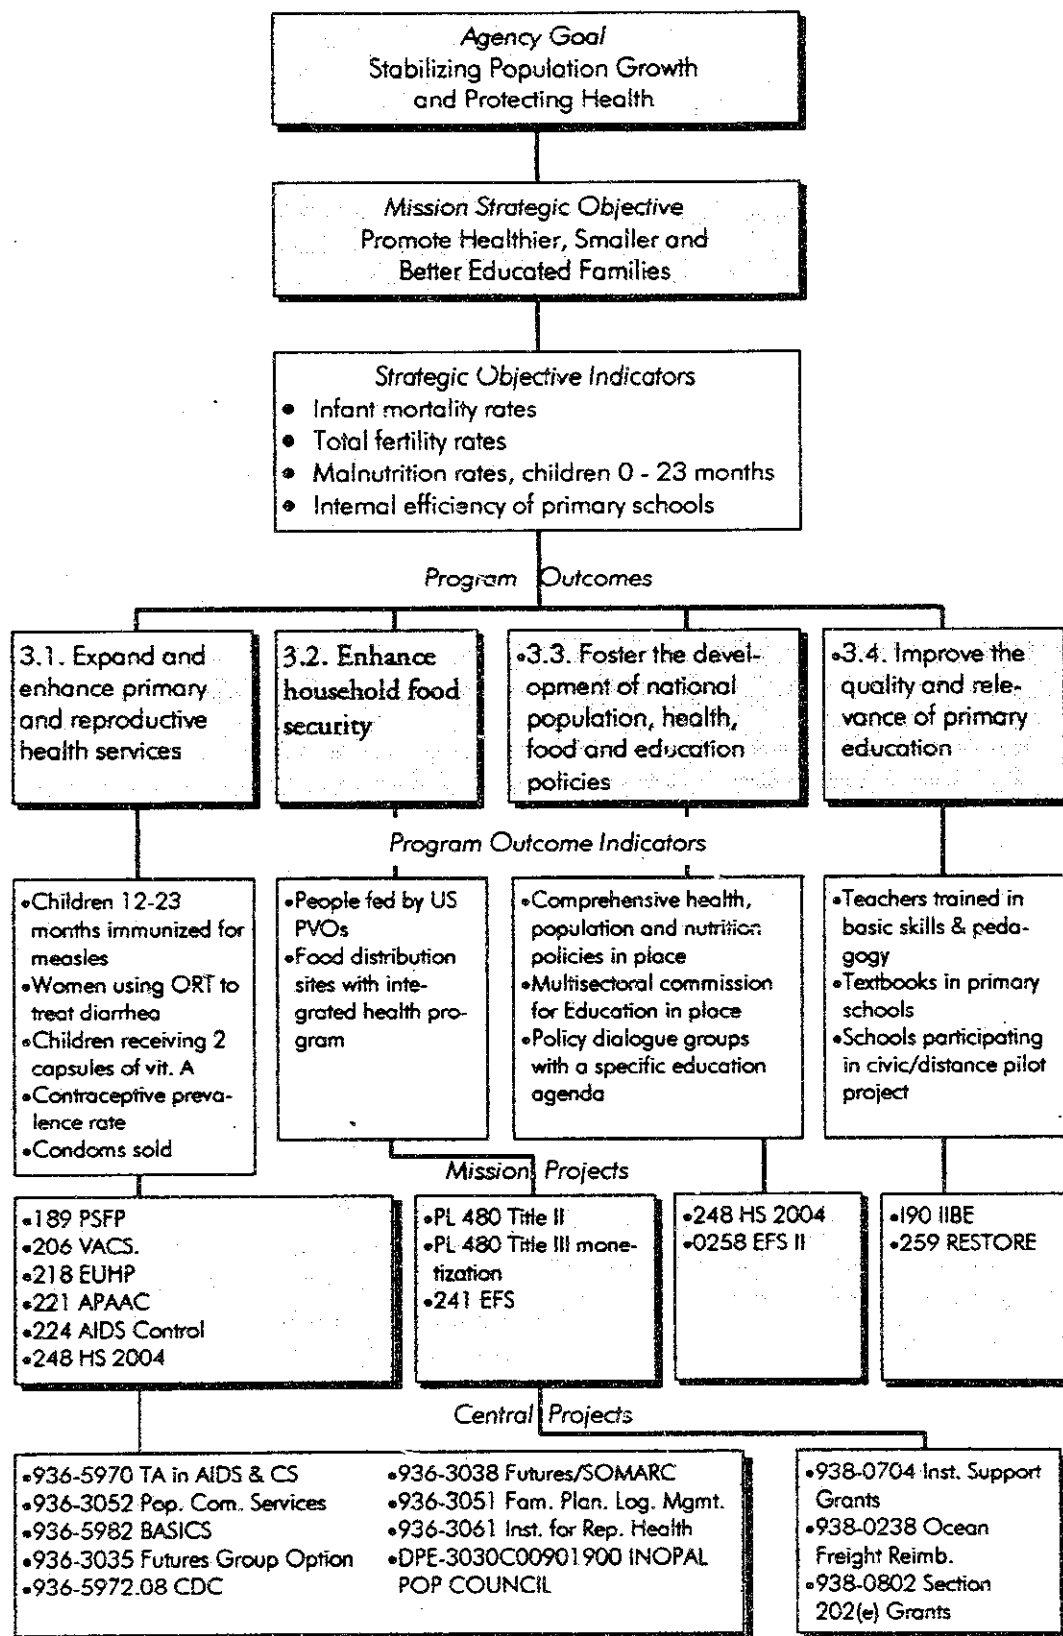 Agency Goal
Stabilizing Population Growth
and Protecting Health
Mission Strategic Objective
Promote Healthier, Smaller and
Better Educated Families
Strategic Objective Indicators
• Infant mortality rates
• Total fertility rates
• Malnutrition rates, children 0 - 23 months
• Internal efficiency of primary schools
Program Outcomes
3.1. Expand and
enhance primary
and reproductive
health services
3.2. Enhance
household food
security
•3.3. Foster the devel-
opment of national
population, health,
food and education
policies
•3.4. Improve the
quality and rele-
vance of primary
education
Program Outcome Indicators
•Children 12-23
months immunized for
measles
•Women using ORT to
treat diarrhea
•Children receiving 2
capsules of vit. A
•Contraceptive preva-
lence rate
•Condoms sold
•People fed by US
PVOs
•Food distribution
sites with inte-
grated health pro-
gram
•Comprehensive health,
population and nutrition
policies in place
•Multisectoral commission
for Education in place
•Policy dialogue groups
with a specific education
agenda
•Teachers trained in
basic skills & peda-
gogy
•Textbooks in primary
schools
•Schools participating
in civic/distance pilot
project
Mission Projects
•189 PSFP
•206 VACS.
•218 EUHP
•221 APAAC
•224 AIDS Control
•248 HS 2004
•PL 480 Title II
•PL 480 Title III mone-
tization
•241 EFS
•248 HS 2004
•0258 EFS II
•190 IIBE
•259 RESTORE
Central Projects
•936-5970 TA in AIDS & CS
•936-3052 Pop. Com. Services
•936-5982 BASICS
•936-3035 Futures Group Option
•936-5972.08 CDC
•936-3038 Futures/SOMARC
•936-3051 Fam. Plan. Log. Mgmt.
•936-3061 Inst. for Rep. Health
•DPE-3030C00901900 INOPAL
POP COUNCIL
•938-0704 Inst. Support
Grants
•938-0238 Ocean
Freight Reimb.
•938-0802 Section
202(e) Grants